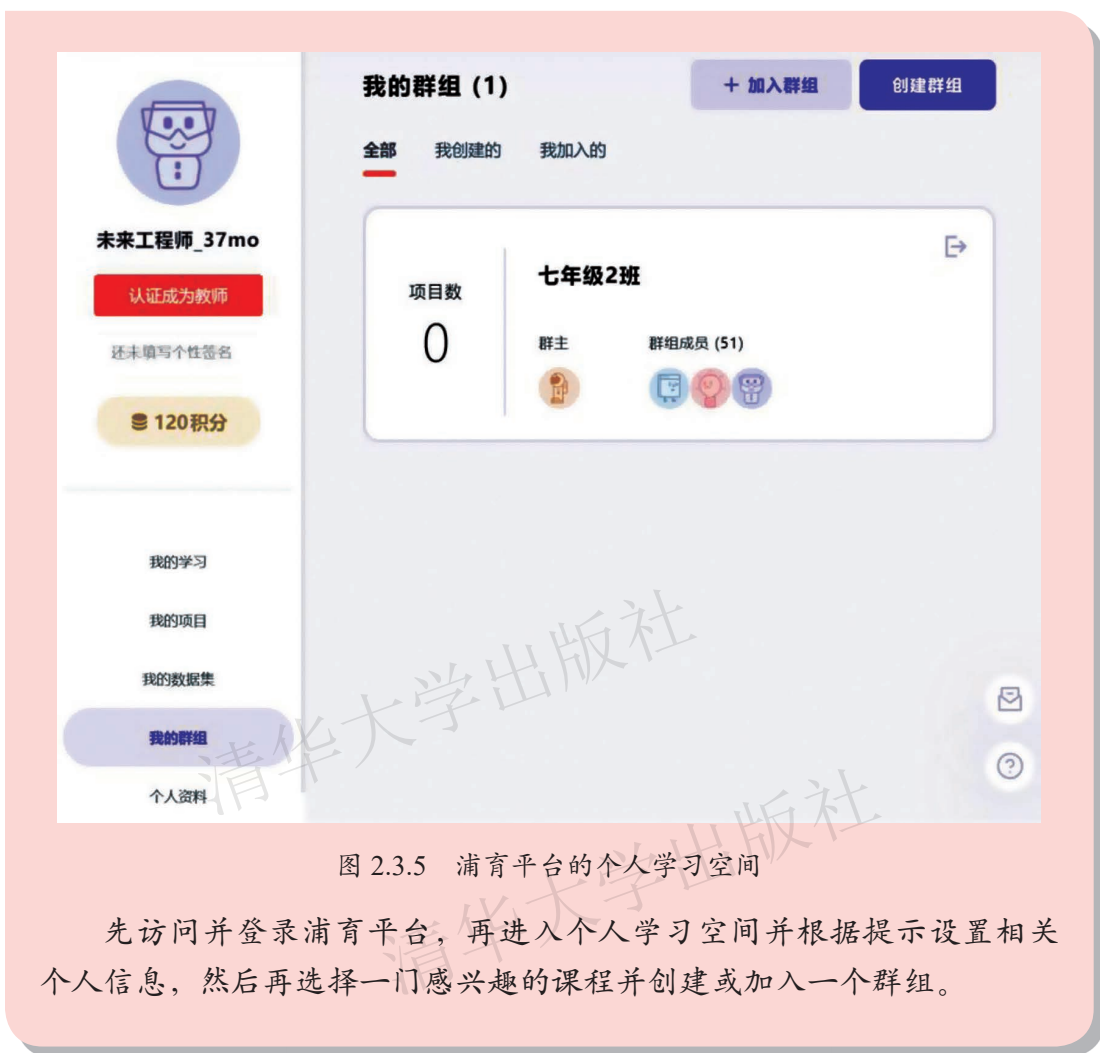 我的群组 (1)
+ 加入群组
创建群组
全部 我创建的 我加入的
未来工程师_37mo
认证成为教师
还未填写个性签名
120积分
项目数
0
七年级2班
群主
群组成员 (51)
我的学习
我的项目
我的数据集
我的群组
个人资料
清华大学出版社
清华大学出版社
图 2.3.5 浦育平台的个人学习空间
先访问并登录浦育平台，再进入个人学习空间并根据提示设置相关
个人信息，然后再选择一门感兴趣的课程并创建或加入一个群组。